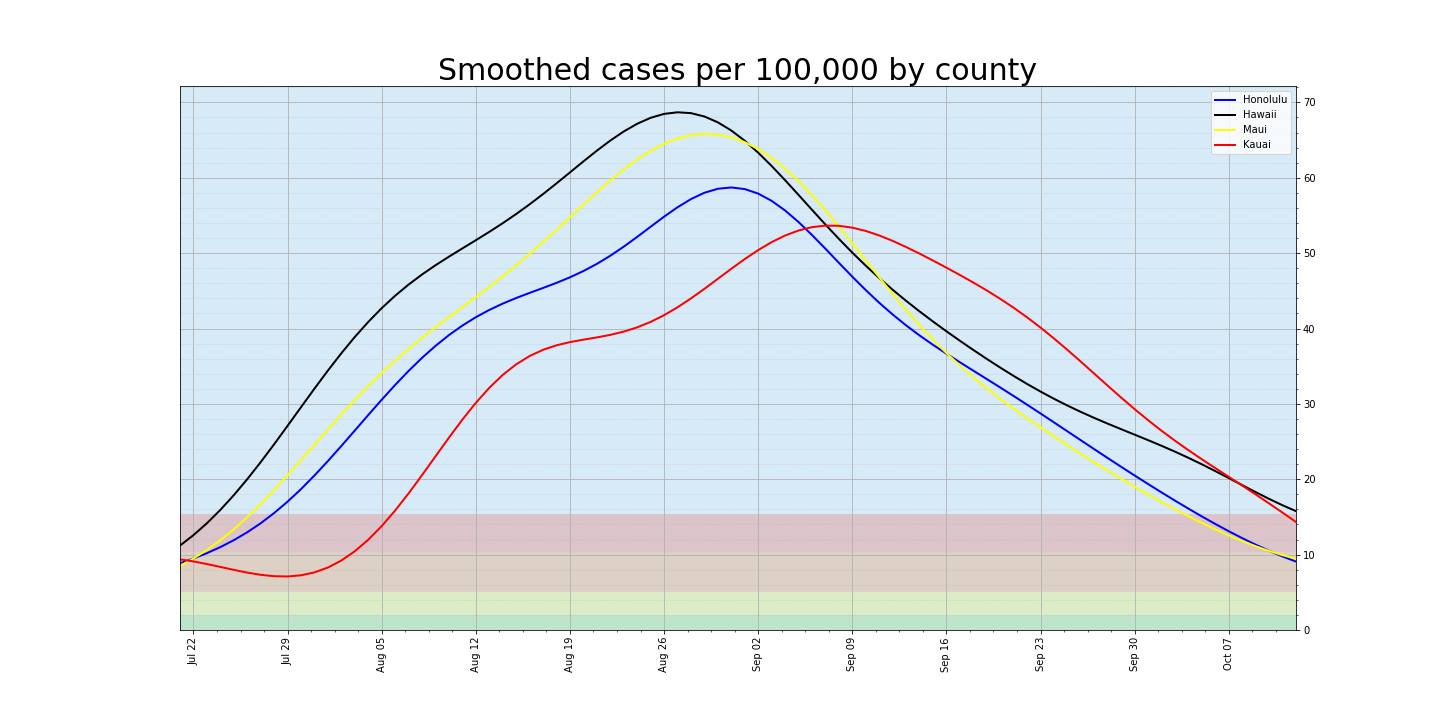 Smoothed cases per 100,000 by county
Honolulu
Hawaii
Maui
Kauai
70
60
50
40
30
20
10
0
Jul 22
Jul 29
Aug 05
Aug 12
Aug 19
Aug 26
Sep 02
Sep 09
Sep 16
Sep 23
Sep 30
Oct 07